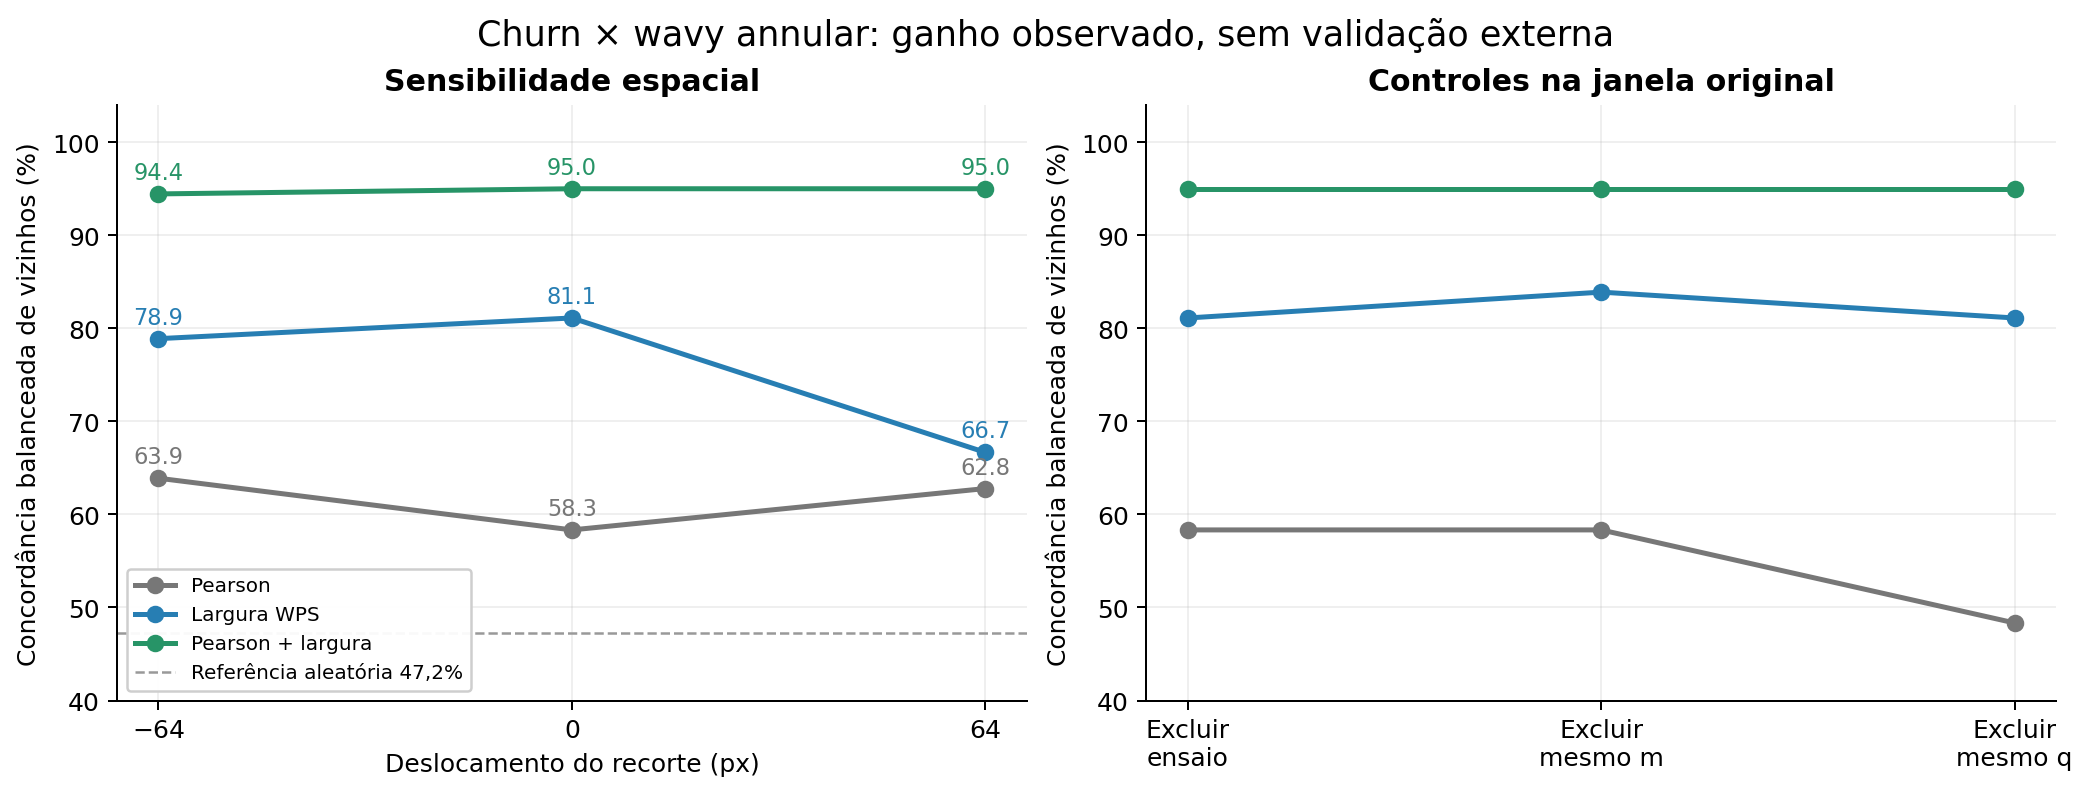 Churn × wavy annular: ganho observado, sem validação externa
Sensibilidade espacial
Concordância balanceada de vizinhos (%)
100
90
80
70
60
50
40
94.4
95.0
95.0
78.9
81.1
66.7
63.9
58.3
62.8
Pearson
Largura WPS
Pearson + largura
Referência aleatória 47,2%
−64
0
64
Deslocamento do recorte (px)
Controles na janela original
Concordância balanceada de vizinhos (%)
100
90
80
70
60
50
40
Excluir
ensaio
Excluir
mesmo m
Excluir
mesmo q